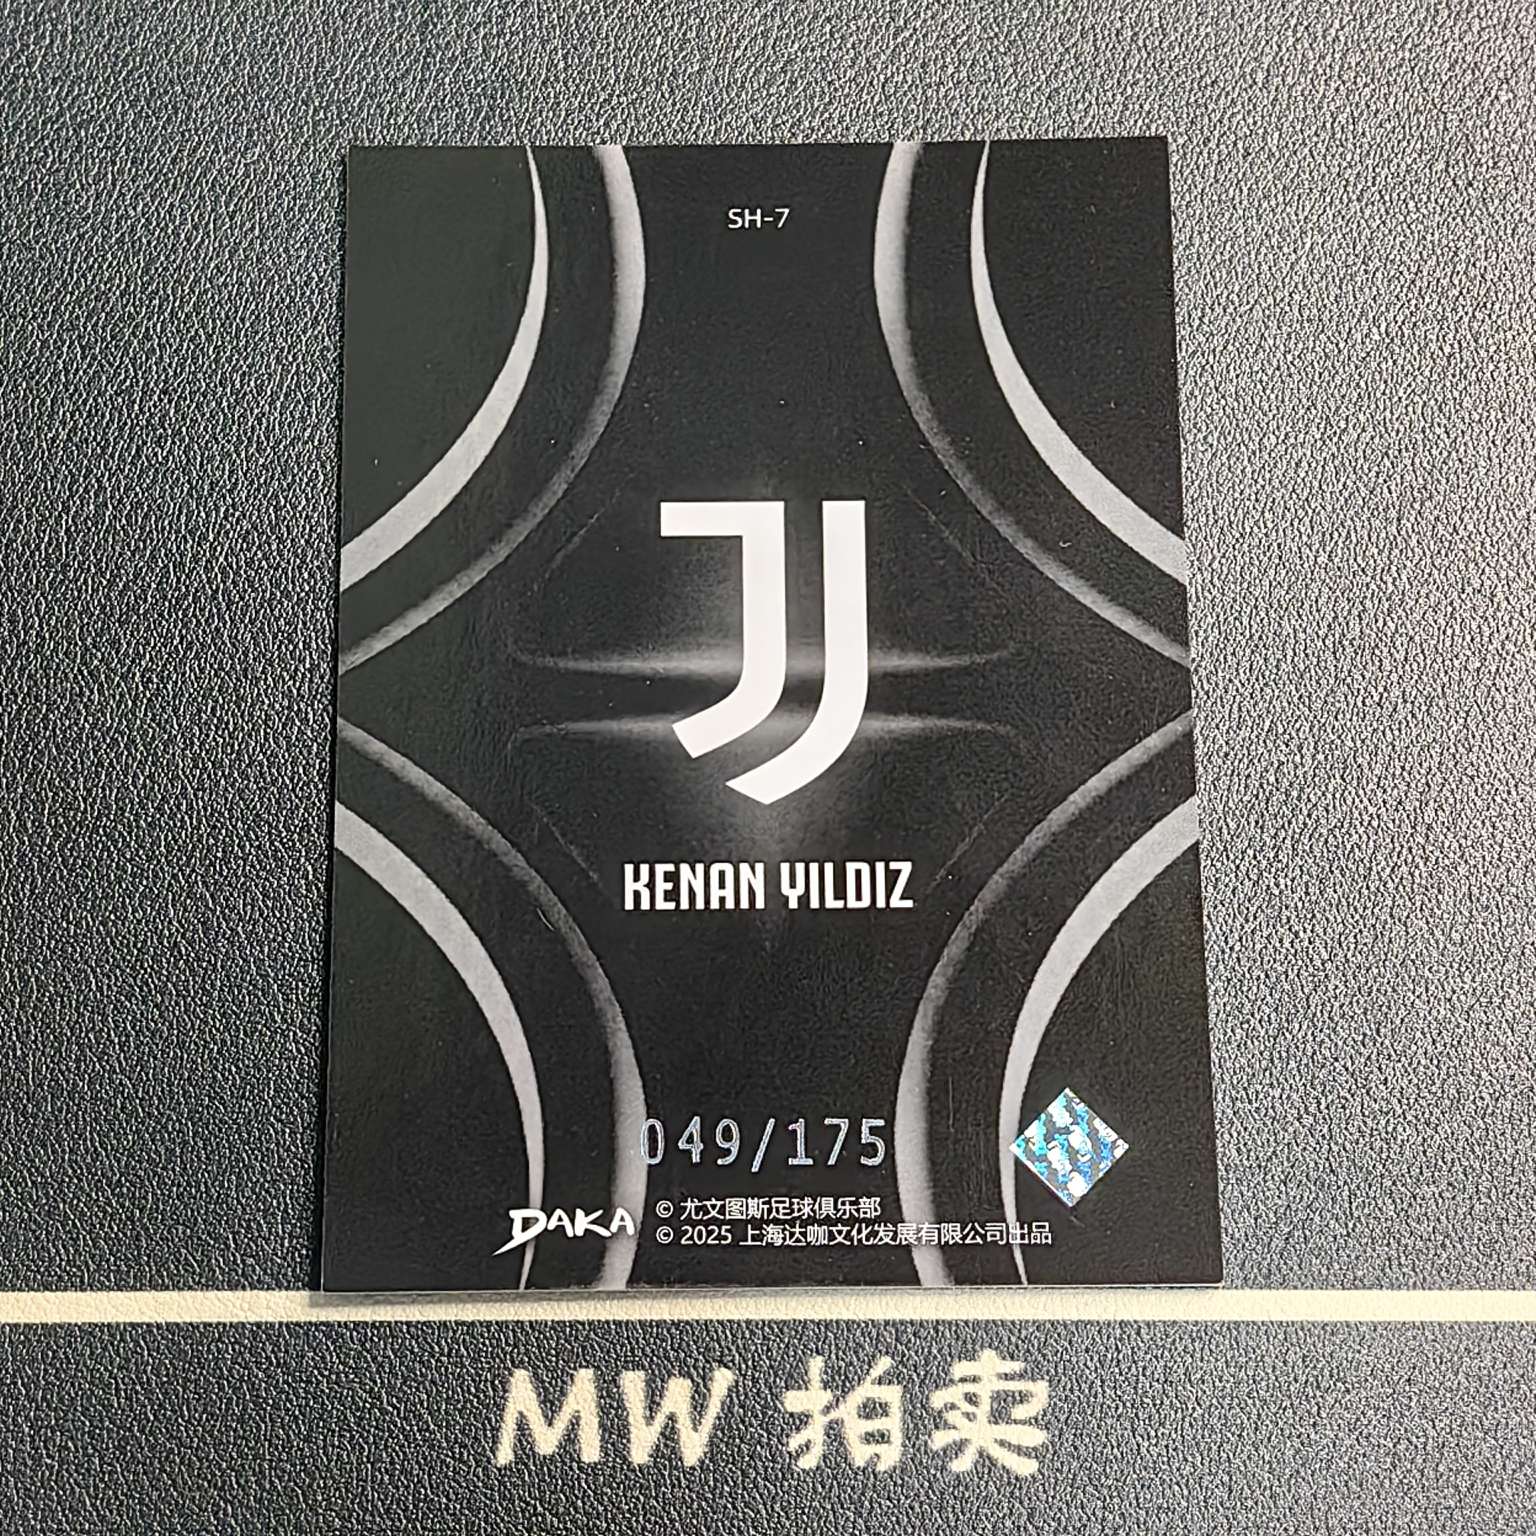 SH-7
KENAN YILDIZ
049/175
DAKA
© 尤文图斯足球俱乐部
© 2025 上海达咖文化发展有限公司出品
MW 拍卖